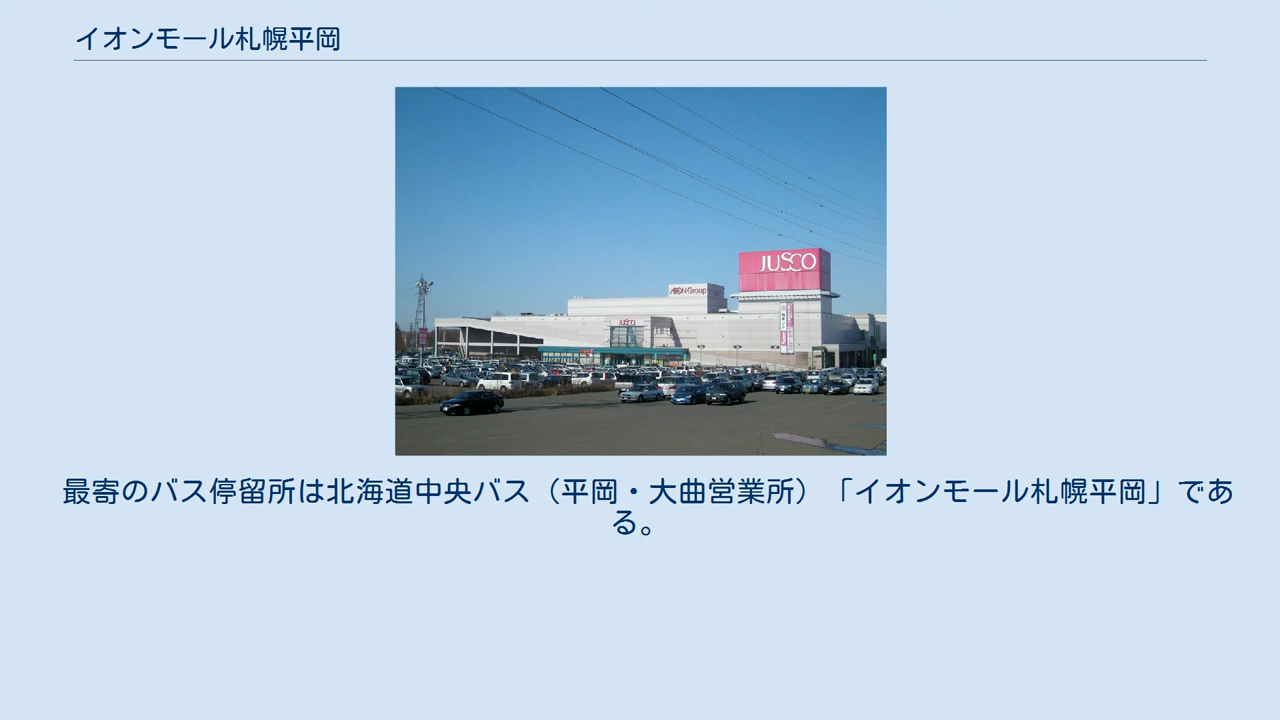 イオンモール札幌平岡
JUSCO
AEON Group
JUSCO
最寄のバス停留所は北海道中央バス（平岡・大曲営業所）「イオンモール札幌平岡」であ
る。